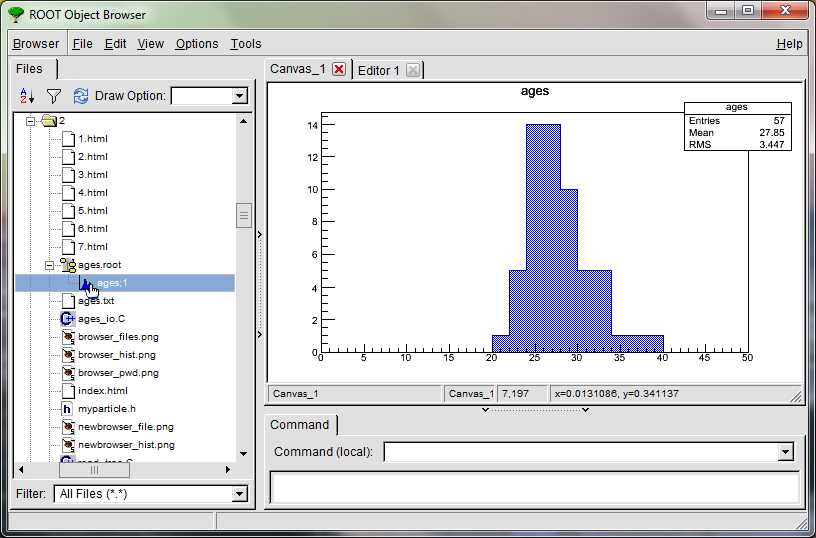 ROOT Object Browser
Browser File Edit View Options Tools Help
Files
Draw Option:
2
1.html
2.html
3.html
4.html
5.html
6.html
7.html
ages.root
ages;1
ages.txt
ages_io.C
browser_files.png
browser_hist.png
browser_pwd.png
index.html
myparticle.h
newbrowser_file.png
newbrowser_hist.png
read_tree.C
Filter: All Files (*.*)
Canvas_1 Editor 1
ages
ages
Entries 57
Mean 27.85
RMS 3.447
14
12
10
8
6
4
2
0
0 5 10 15 20 25 30 35 40 45 50
Canvas_1 Canvas_1 7,197 x=0.0131086, y=0.341137
Command
Command (local):